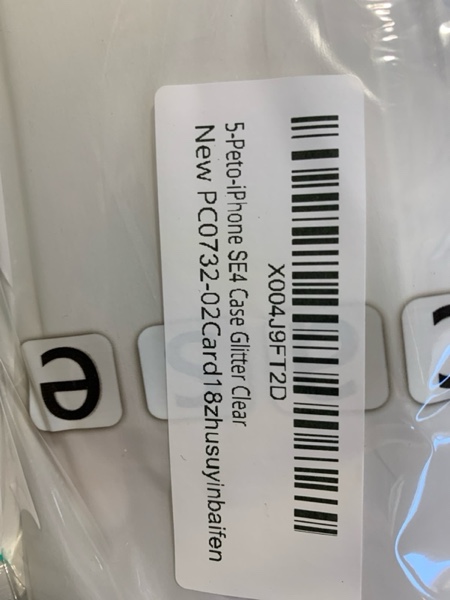 X004J9FT2D
5-Peto-iPhone SE4 Case Glitter Clear
New PC0732-02Card18zhusuyinbaifen